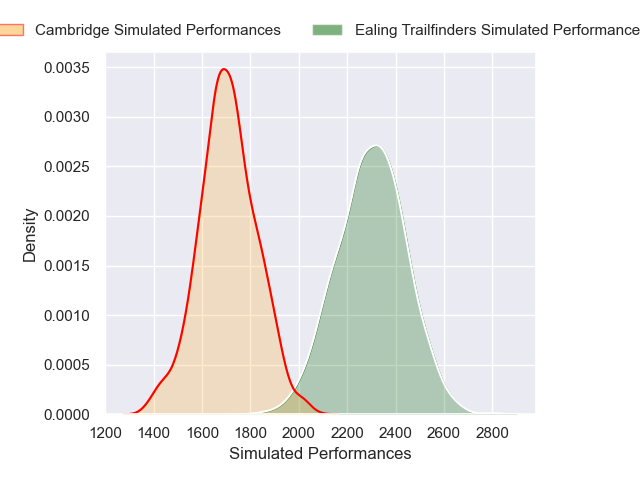 Cambridge Simulated Performances Ealing Trailfinders Simulated Performance
0.0035
0.0030
0.0025
0.0020
0.0015
0.0010
0.0005
0.0000
Density
1200 1400 1600 1800 2000 2200 2400 2600 2800
Simulated Performances